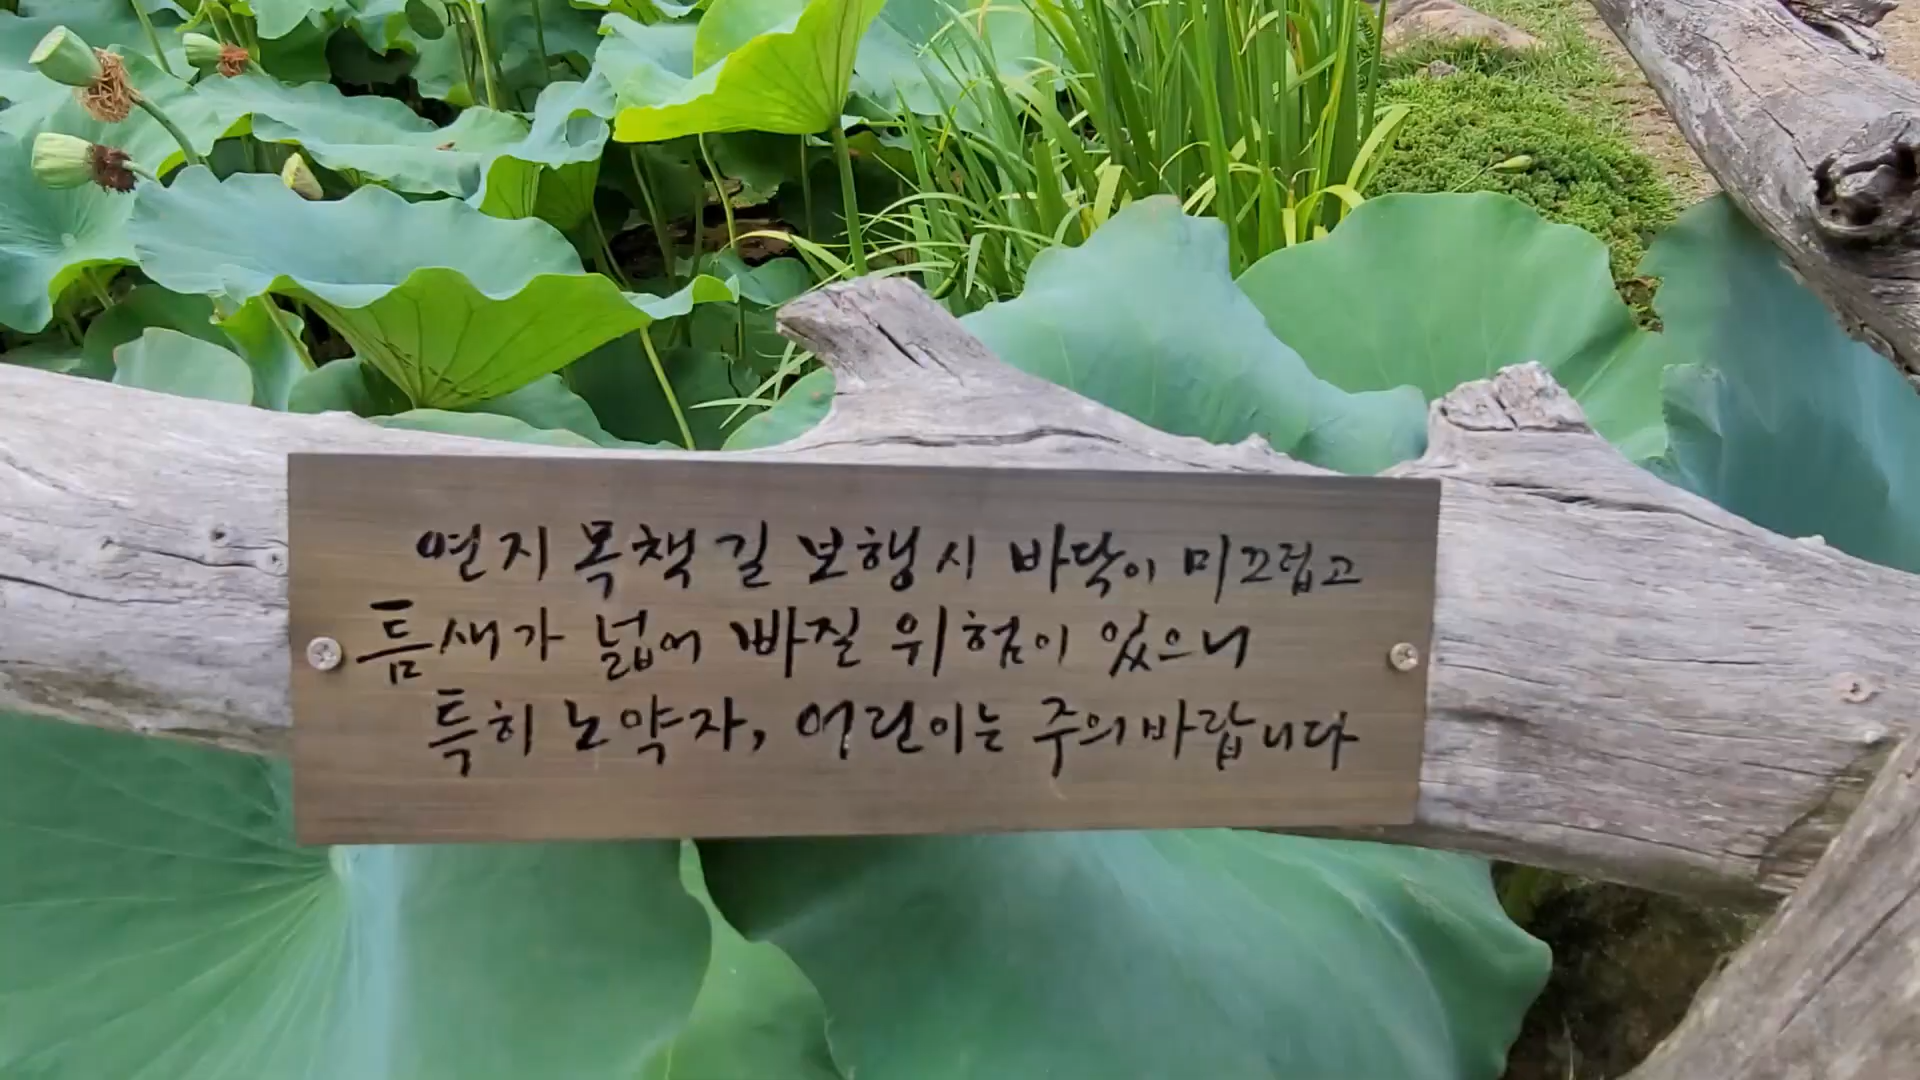 연지 목책길 보행시 바닥이 미끄럽고
틈새가 넓어 빠질 위험이 있으니
특히 노약자, 어린이는 주의바랍니다